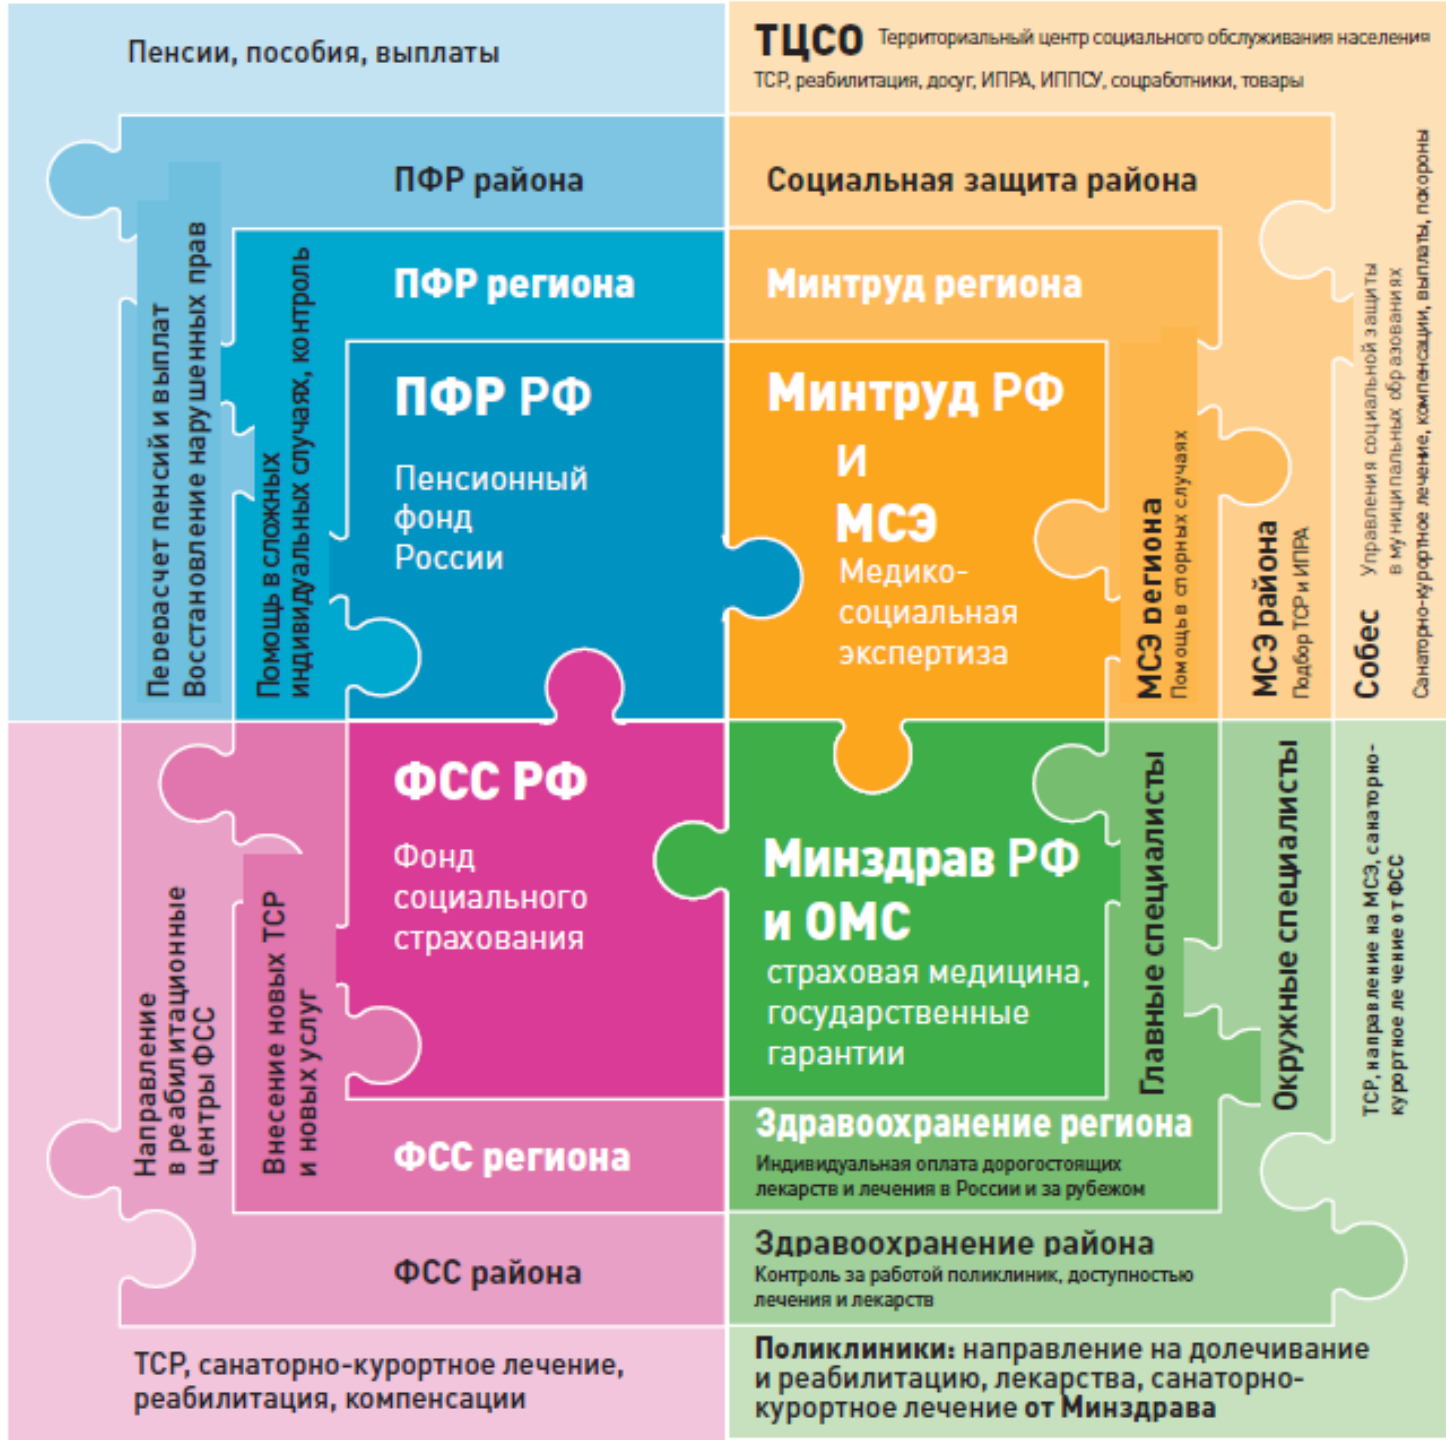 Пенсии, пособия, выплаты
ПФР района
Перерасчет пенсий и выплат
Восстановление нарушенных прав
ПФР региона
Помощь в сложных
индивидуальных случаях, контроль
ПФР РФ
Пенсионный
фонд
России
ТЦСО Территориальный центр социального обслуживания населения
ТСР, реабилитация, досуг, ИПРА, ИППСУ, соцработники, товары
Социальная защита района
Минтруд региона
Минтруд РФ
и
МСЭ
Медико-
социальная
экспертиза
МСЭ региона
Помощь в спорных случаях
МСЭ района
Подбор ТСР и ИПРА
Собес Управления социальной защиты
в муниципальных образованиях
Санаторно-курортное лечение, компенсации, выплаты, похороны
ФСС РФ
Фонд
социального
страхования
Направление
в реабилитационные
центры ФСС
Внесение новых ТСР
и новых услуг
ФСС региона
ФСС района
ТСР, санаторно-курортное лечение,
реабилитация, компенсации
Минздрав РФ
и ОМС
страховая медицина,
государственные
гарантии
Главные специалисты
Окружные специалисты
ТСР, направление на МСЭ, санаторно-
курортное лечение от ФСС
Здравоохранение региона
Индивидуальная оплата дорогостоящих
лекарств и лечения в России и за рубежом
Здравоохранение района
Контроль за работой поликлиник, доступностью
лечения и лекарств
Поликлиники: направление на долечивание
и реабилитацию, лекарства, санаторно-
курортное лечение от Минздрава